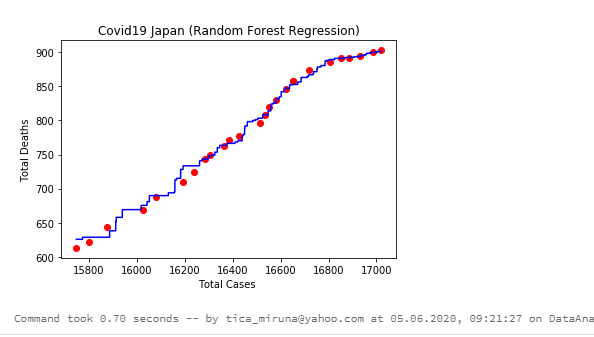 Covid19 Japan (Random Forest Regression)
900
850
800
750
700
650
600
Total Deaths
15800 16000 16200 16400 16600 16800 17000
Total Cases
Command took 0.70 seconds -- by tica_miruna@yahoo.com at 05.06.2020, 09:21:27 on DataAna